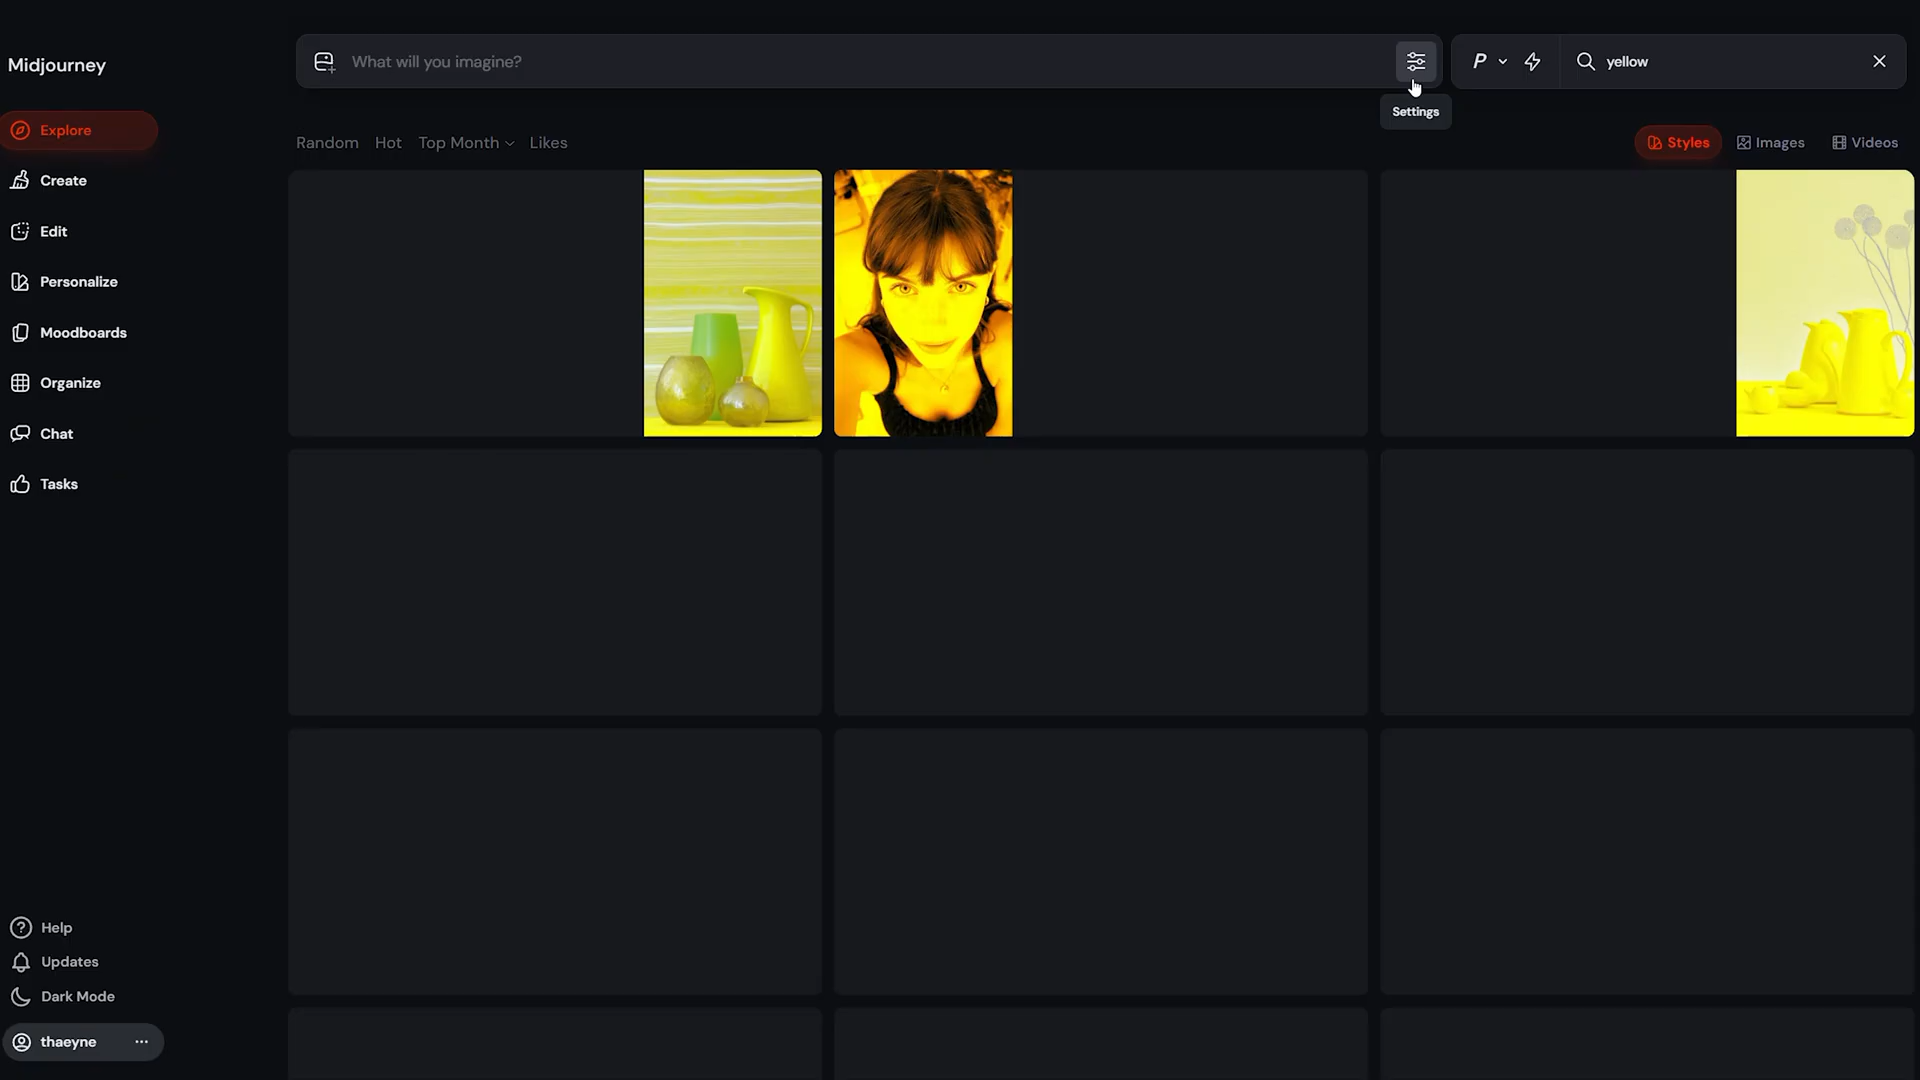 Midjourney
What will you imagine?
P
yellow
Settings
Explore
Create
Edit
Personalize
Moodboards
Organize
Chat
Tasks
Random Hot Top Month Likes
Styles Images Videos
Help
Updates
Dark Mode
thaeyne ...